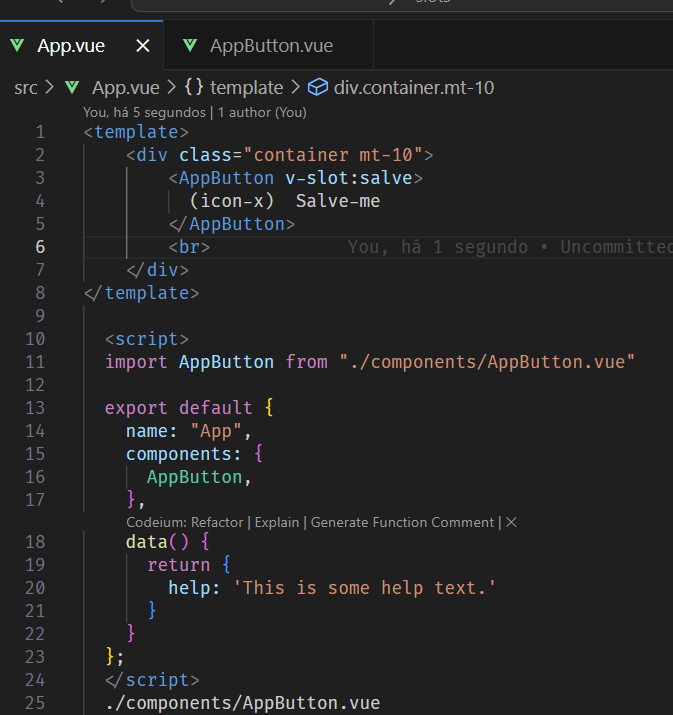 App.vue
AppButton.vue
src > App.vue > {} template > div.container.mt-10
You, há 5 segundos | 1 author (You)
1 <template>
2 <div class="container mt-10">
3 <AppButton v-slot:salve>
4 (icon-x)  Salve-me
5 </AppButton>
6 <br> You, há 1 segundo • Uncommitted
7 </div>
8 </template>
9
10 <script>
11 import AppButton from "./components/AppButton.vue"
12
13 export default {
14 name: "App",
15 components: {
16 AppButton,
17 },
Codeium: Refactor | Explain | Generate Function Comment | ×
18 data() {
19 return {
20 help: 'This is some help text.'
21 }
22 }
23 };
24 </script>
25 ./components/AppButton.vue